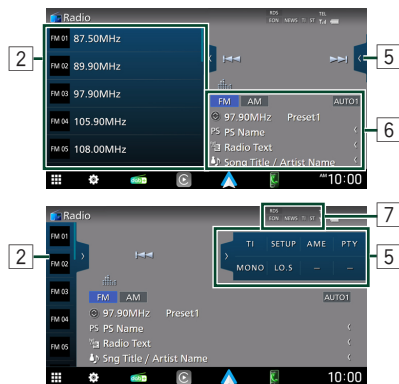 Radio
RDS TEL
EON NEWS TI ST
FM 01 87.50MHz
FM 02 89.90MHz
FM 03 97.90MHz
FM 04 105.90MHz
FM 05 108.00MHz
2
5
6
FM AM AUTO1
97.90MHz Preset1
PS PS Name
Radio Text
Song Title / Artist Name
AM 10:00
Radio
RDS
EON NEWS TI ST
7
FM 01
FM 02
FM 03
FM 04
FM 05
2
TI SETUP AME PTY
MONO LO.S – –
5
FM AM AUTO1
97.90MHz Preset1
PS PS Name
Radio Text
Sng Title / Artist Name
10:00